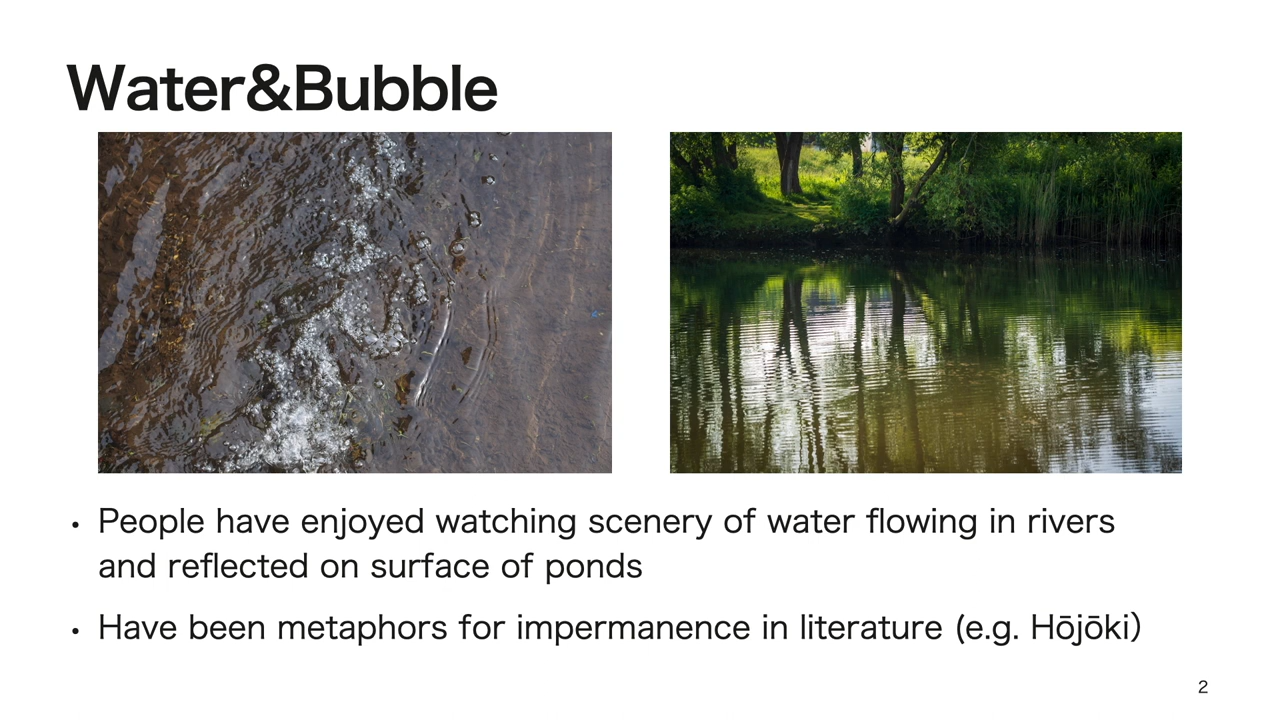 Water&Bubble
• People have enjoyed watching scenery of water flowing in rivers
and reflected on surface of ponds
• Have been metaphors for impermanence in literature (e.g. Hōjōki）
2